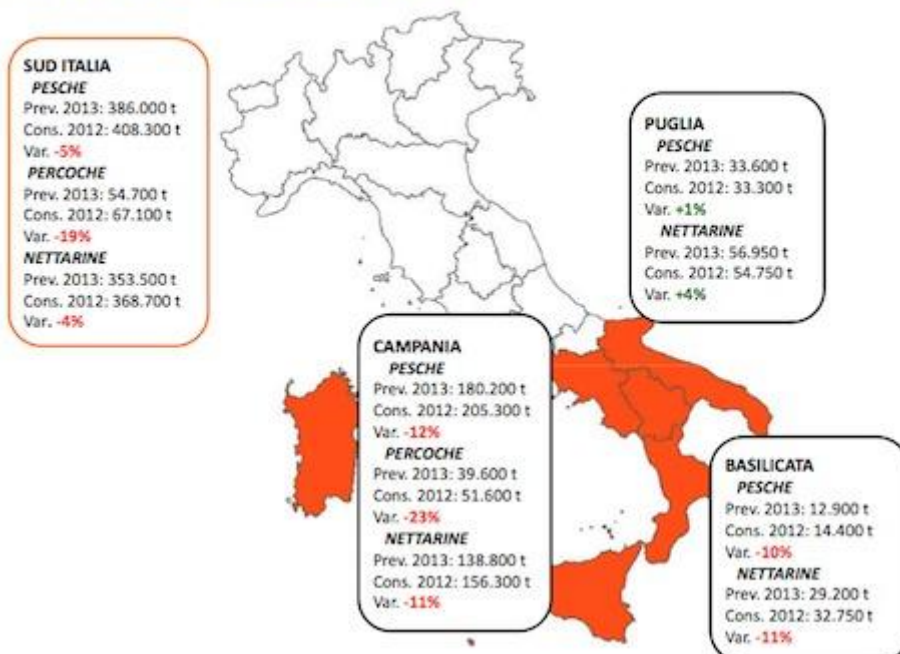 SUD ITALIA
PESCHE
Prev. 2013: 386.000 t
Cons. 2012: 408.300 t
Var. -5%
PERCOCHE
Prev. 2013: 54.700 t
Cons. 2012: 67.100 t
Var. -19%
NETTARINE
Prev. 2013: 353.500 t
Cons. 2012: 368.700 t
Var. -4%
PUGLIA
PESCHE
Prev. 2013: 33.600 t
Cons. 2012: 33.300 t
Var. +1%
NETTARINE
Prev. 2013: 56.950 t
Cons. 2012: 54.750 t
Var. +4%
CAMPANIA
PESCHE
Prev. 2013: 180.200 t
Cons. 2012: 205.300 t
Var. -12%
PERCOCHE
Prev. 2013: 39.600 t
Cons. 2012: 51.600 t
Var. -23%
NETTARINE
Prev. 2013: 138.800 t
Cons. 2012: 156.300 t
Var. -11%
BASILICATA
PESCHE
Prev. 2013: 12.900 t
Cons. 2012: 14.400 t
Var. -10%
NETTARINE
Prev. 2013: 29.200 t
Cons. 2012: 32.750 t
Var. -11%